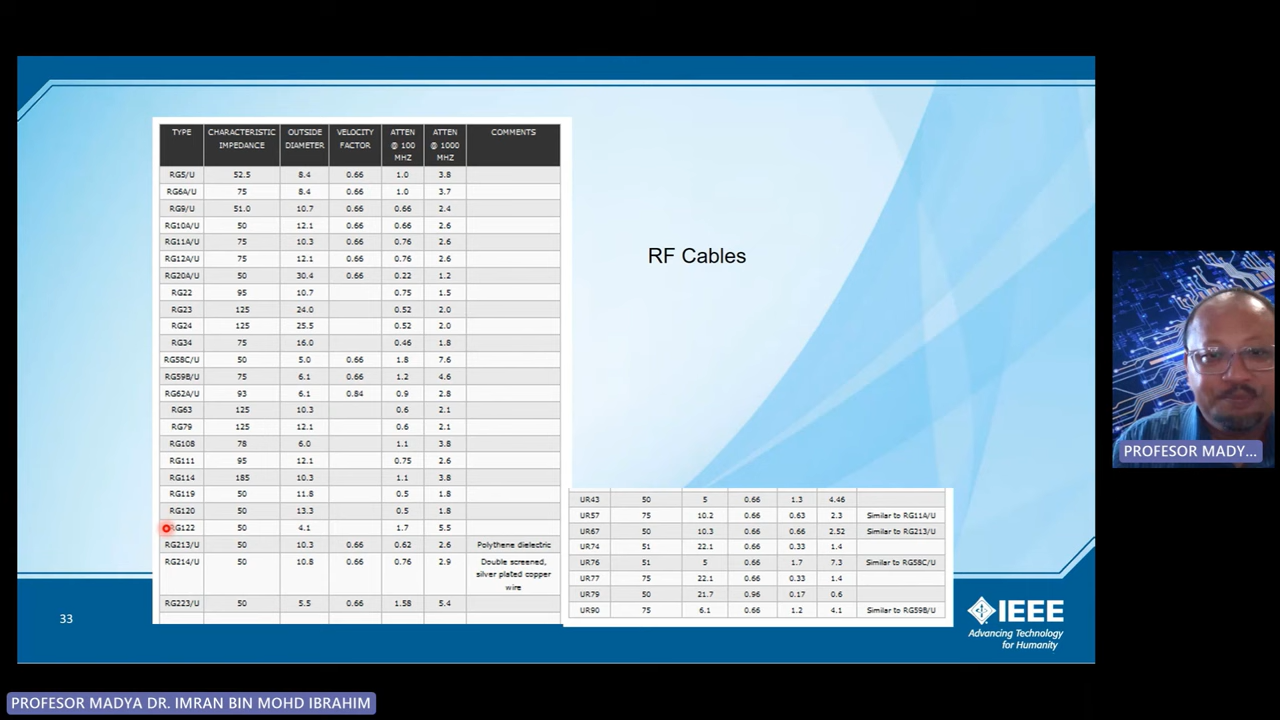 TYPE CHARACTERISTIC IMPEDANCE OUTSIDE DIAMETER VELOCITY FACTOR ATTEN @ 100 MHZ ATTEN @ 1000 MHZ COMMENTS
RG5/U 52.5 8.4 0.66 1.0 3.8
RG6A/U 75 8.4 0.66 1.0 3.7
RG9/U 51.0 10.7 0.66 0.66 2.4
RG10A/U 50 12.1 0.66 0.66 2.6
RG11A/U 75 10.3 0.66 0.76 2.6
RG12A/U 75 12.1 0.66 0.76 2.6
RG20A/U 50 30.4 0.66 0.22 1.2
RG22 95 10.7 0.75 1.5
RG23 125 24.0 0.52 2.0
RG24 125 25.5 0.52 2.0
RG34 75 16.0 0.46 1.8
RG58C/U 50 5.0 0.66 1.8 7.6
RG59B/U 75 6.1 0.66 1.2 4.6
RG62A/U 93 6.1 0.84 0.9 2.8
RG63 125 10.3 0.6 2.1
RG79 125 12.1 0.6 2.1
RG108 78 6.0 1.1 3.8
RG111 95 12.1 0.75 2.6
RG114 185 10.3 1.1 3.8
RG119 50 11.8 0.5 1.8
RG120 50 13.3 0.5 1.8
RG122 50 4.1 1.7 5.5
RG213/U 50 10.3 0.66 0.62 2.6 Polythene dielectric
RG214/U 50 10.8 0.66 0.76 2.9 Double screened, silver plated copper wire
RG223/U 50 5.5 0.66 1.58 5.4
RF Cables
UR43 50 5 0.66 1.3 4.46
UR57 75 10.2 0.66 0.63 2.3 Similar to RG11A/U
UR67 50 10.3 0.66 0.66 2.52 Similar to RG213/U
UR74 51 22.1 0.66 0.33 1.4
UR76 51 5 0.66 1.7 7.3 Similar to RG58C/U
UR77 75 22.1 0.66 0.33 1.4
UR79 50 21.7 0.96 0.17 0.6
UR90 75 6.1 0.66 1.2 4.1 Similar to RG59B/U
33
IEEE
Advancing Technology
for Humanity
PROFESOR MADY...
PROFESOR MADYA DR. IMRAN BIN MOHD IBRAHIM